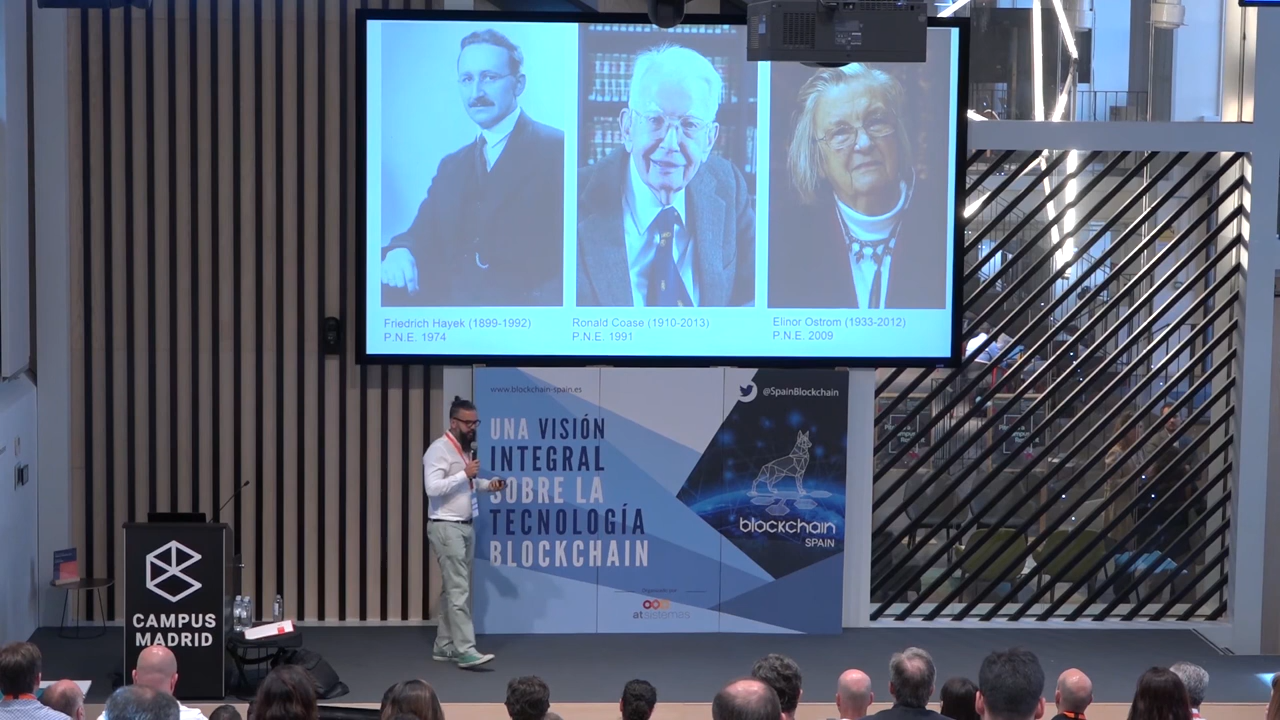 Friedrich Hayek (1899-1992)
P.N.E. 1974
Ronald Coase (1910-2013)
P.N.E. 1991
Elinor Ostrom (1933-2012)
P.N.E. 2009
www.blockchain-spain.es
@SpainBlockchain
UNA VISIÓN
INTEGRAL
SOBRE LA
TECNOLOGÍA
BLOCKCHAIN
blockchain
SPAIN
atsistemas
CAMPUS
MADRID